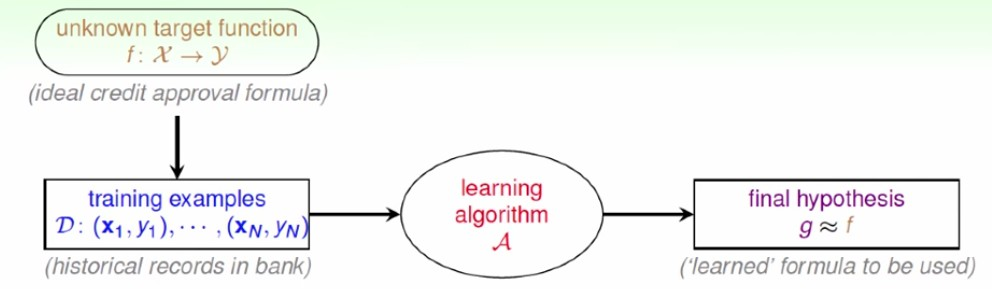 unknown target function
f: 𝒳 → 𝒴
(ideal credit approval formula)
training examples
𝒟: (x₁, y₁), ⋯ , (x_N, y_N)
(historical records in bank)
learning
algorithm
𝒜
final hypothesis
g ≈ f
('learned' formula to be used)